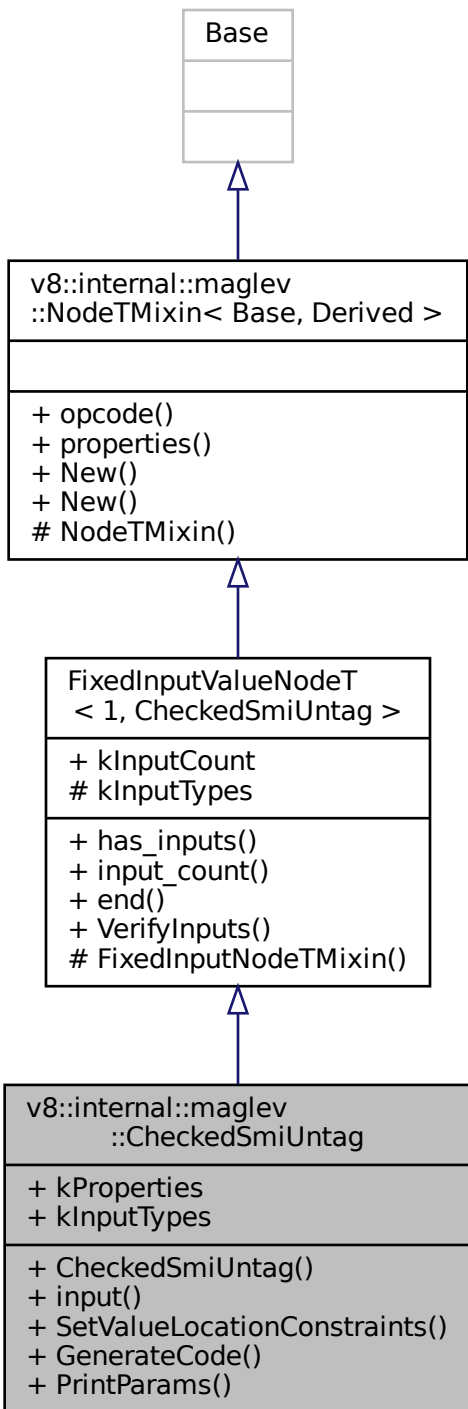 Base
v8::internal::maglev
::NodeTMixin< Base, Derived >
+ opcode()
+ properties()
+ New()
+ New()
# NodeTMixin()
FixedInputValueNodeT
< 1, CheckedSmiUntag >
+ kInputCount
# kInputTypes
+ has_inputs()
+ input_count()
+ end()
+ VerifyInputs()
# FixedInputNodeTMixin()
v8::internal::maglev
::CheckedSmiUntag
+ kProperties
+ kInputTypes
+ CheckedSmiUntag()
+ input()
+ SetValueLocationConstraints()
+ GenerateCode()
+ PrintParams()